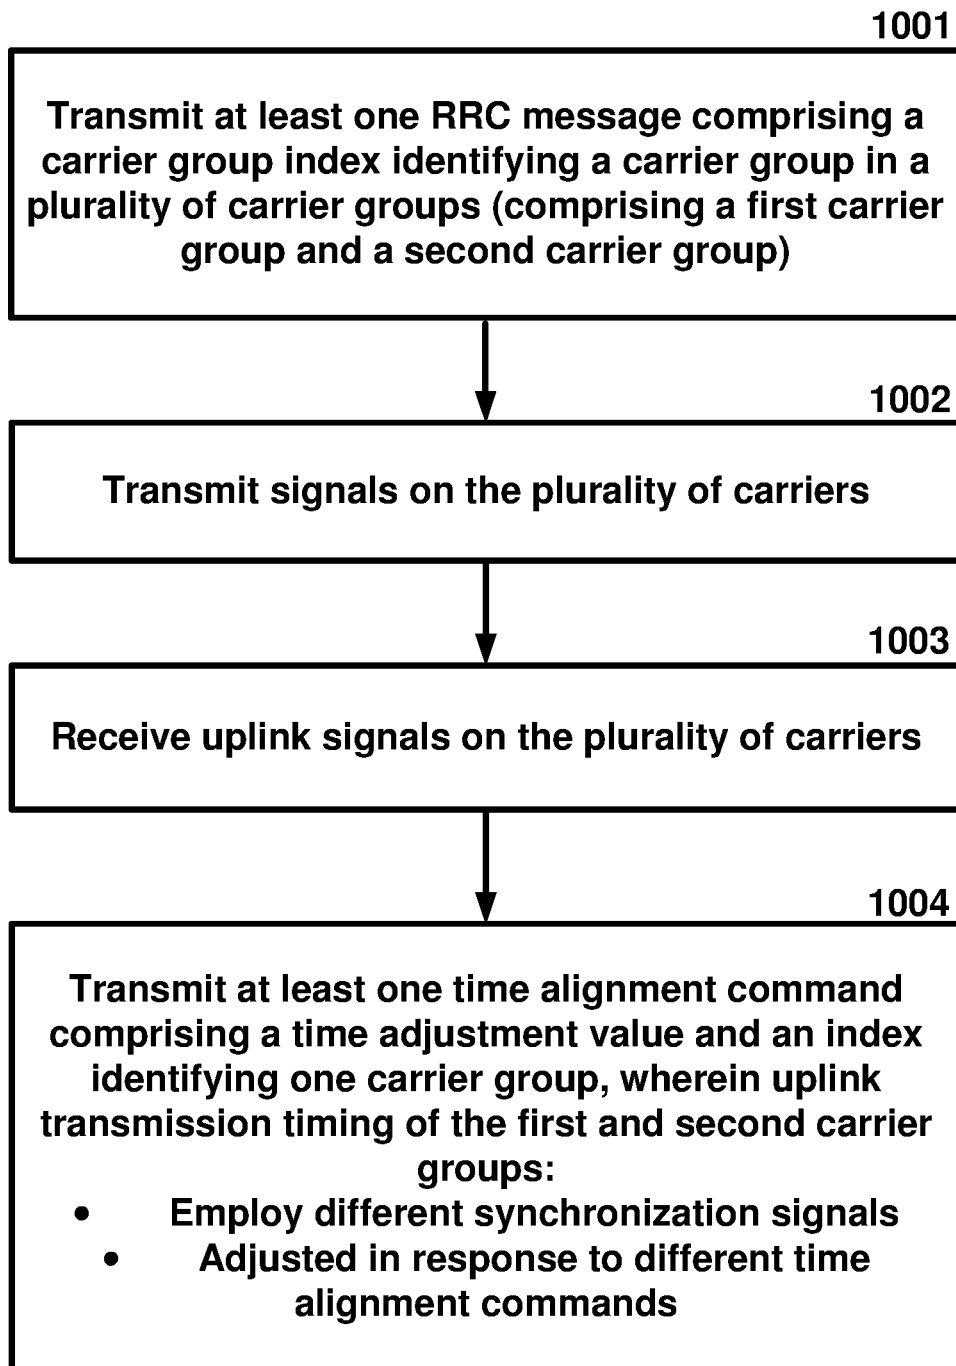 1001
Transmit at least one RRC message comprising a
carrier group index identifying a carrier group in a
plurality of carrier groups (comprising a first carrier
group and a second carrier group)
1002
Transmit signals on the plurality of carriers
1003
Receive uplink signals on the plurality of carriers
1004
Transmit at least one time alignment command
comprising a time adjustment value and an index
identifying one carrier group, wherein uplink
transmission timing of the first and second carrier
groups:
• Employ different synchronization signals
• Adjusted in response to different time
alignment commands